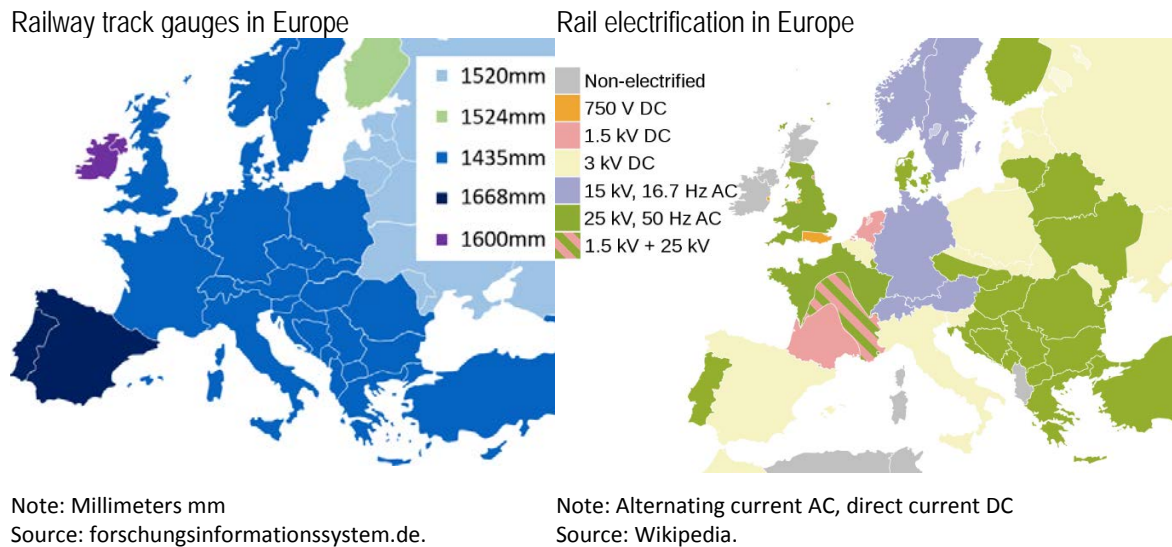 Railway track gauges in Europe
1520mm
1524mm
1435mm
1668mm
1600mm
Note: Millimeters mm
Source: forschungsinformationssystem.de.
Rail electrification in Europe
Non-electrified
750 V DC
1.5 kV DC
3 kV DC
15 kV, 16.7 Hz AC
25 kV, 50 Hz AC
1.5 kV + 25 kV
Note: Alternating current AC, direct current DC
Source: Wikipedia.